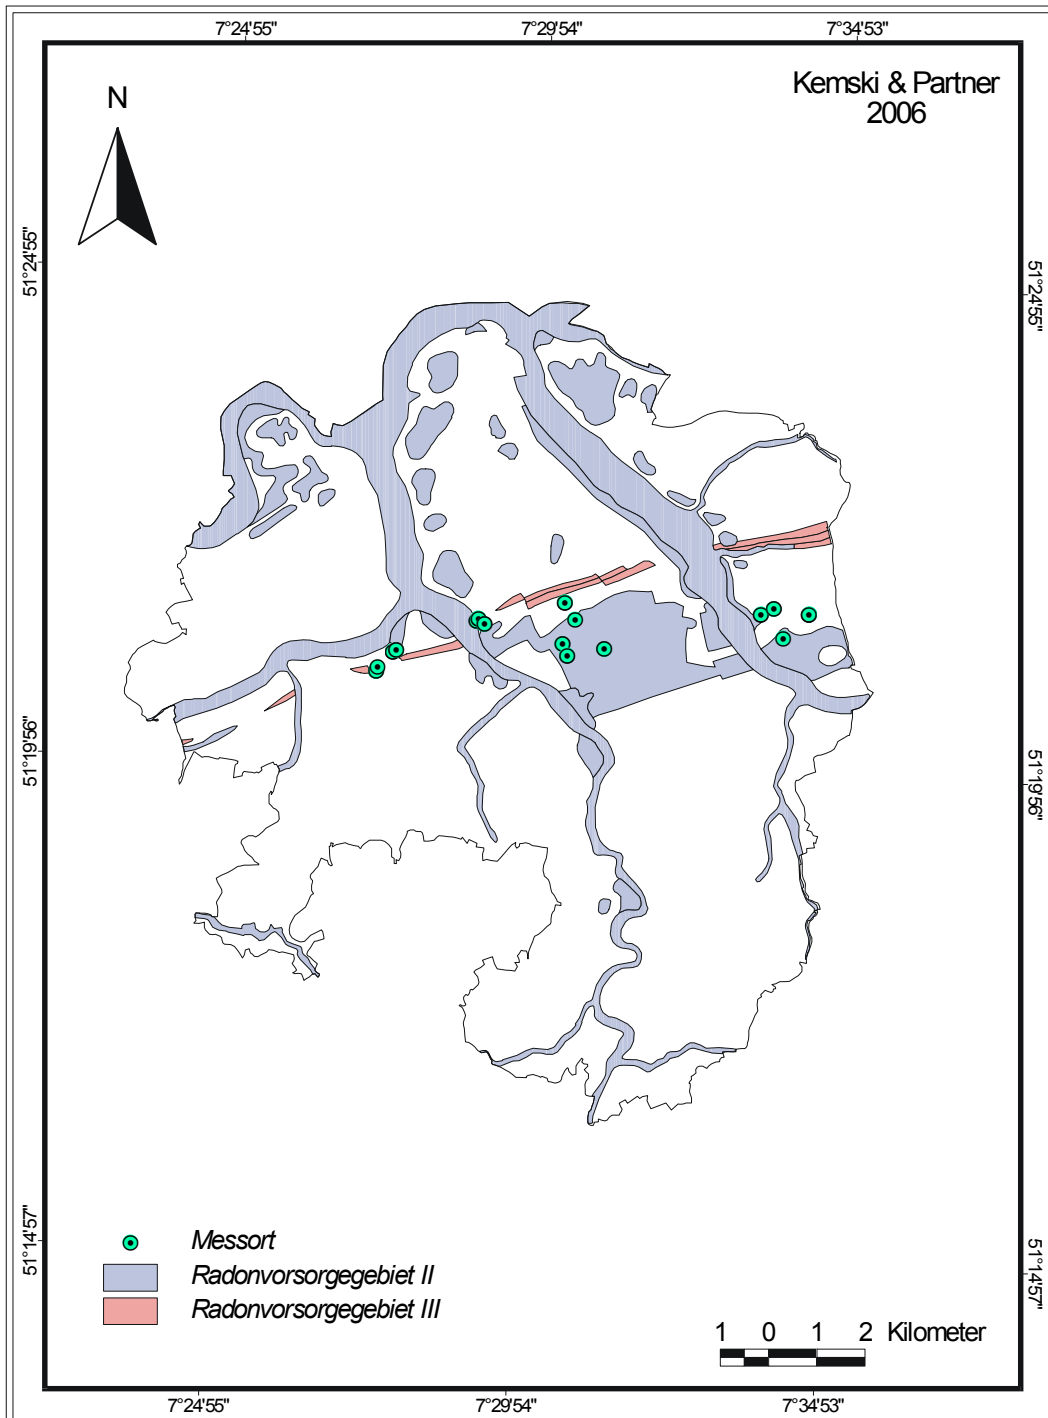 7°24'55" 7°29'54" 7°34'53"
Kemski & Partner
2006
N
51°24'55"
51°24'55"
51°19'56"
51°19'56"
51°14'57"
51°14'57"
Messort
Radonvorsorgegebiet II
Radonvorsorgegebiet III
1 0 1 2 Kilometer
7°24'55" 7°29'54" 7°34'53"